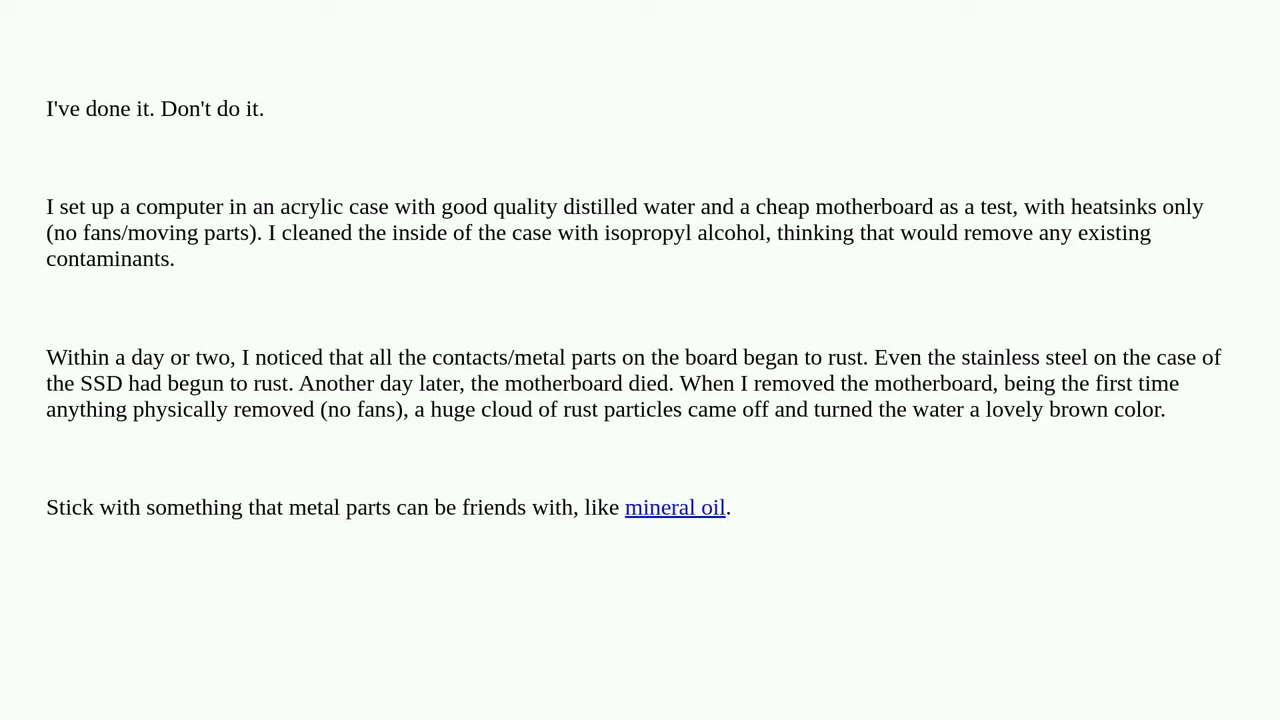 I've done it. Don't do it.
I set up a computer in an acrylic case with good quality distilled water and a cheap motherboard as a test, with heatsinks only
(no fans/moving parts). I cleaned the inside of the case with isopropyl alcohol, thinking that would remove any existing
contaminants.
Within a day or two, I noticed that all the contacts/metal parts on the board began to rust. Even the stainless steel on the case of
the SSD had begun to rust. Another day later, the motherboard died. When I removed the motherboard, being the first time
anything physically removed (no fans), a huge cloud of rust particles came off and turned the water a lovely brown color.
Stick with something that metal parts can be friends with, like mineral oil.